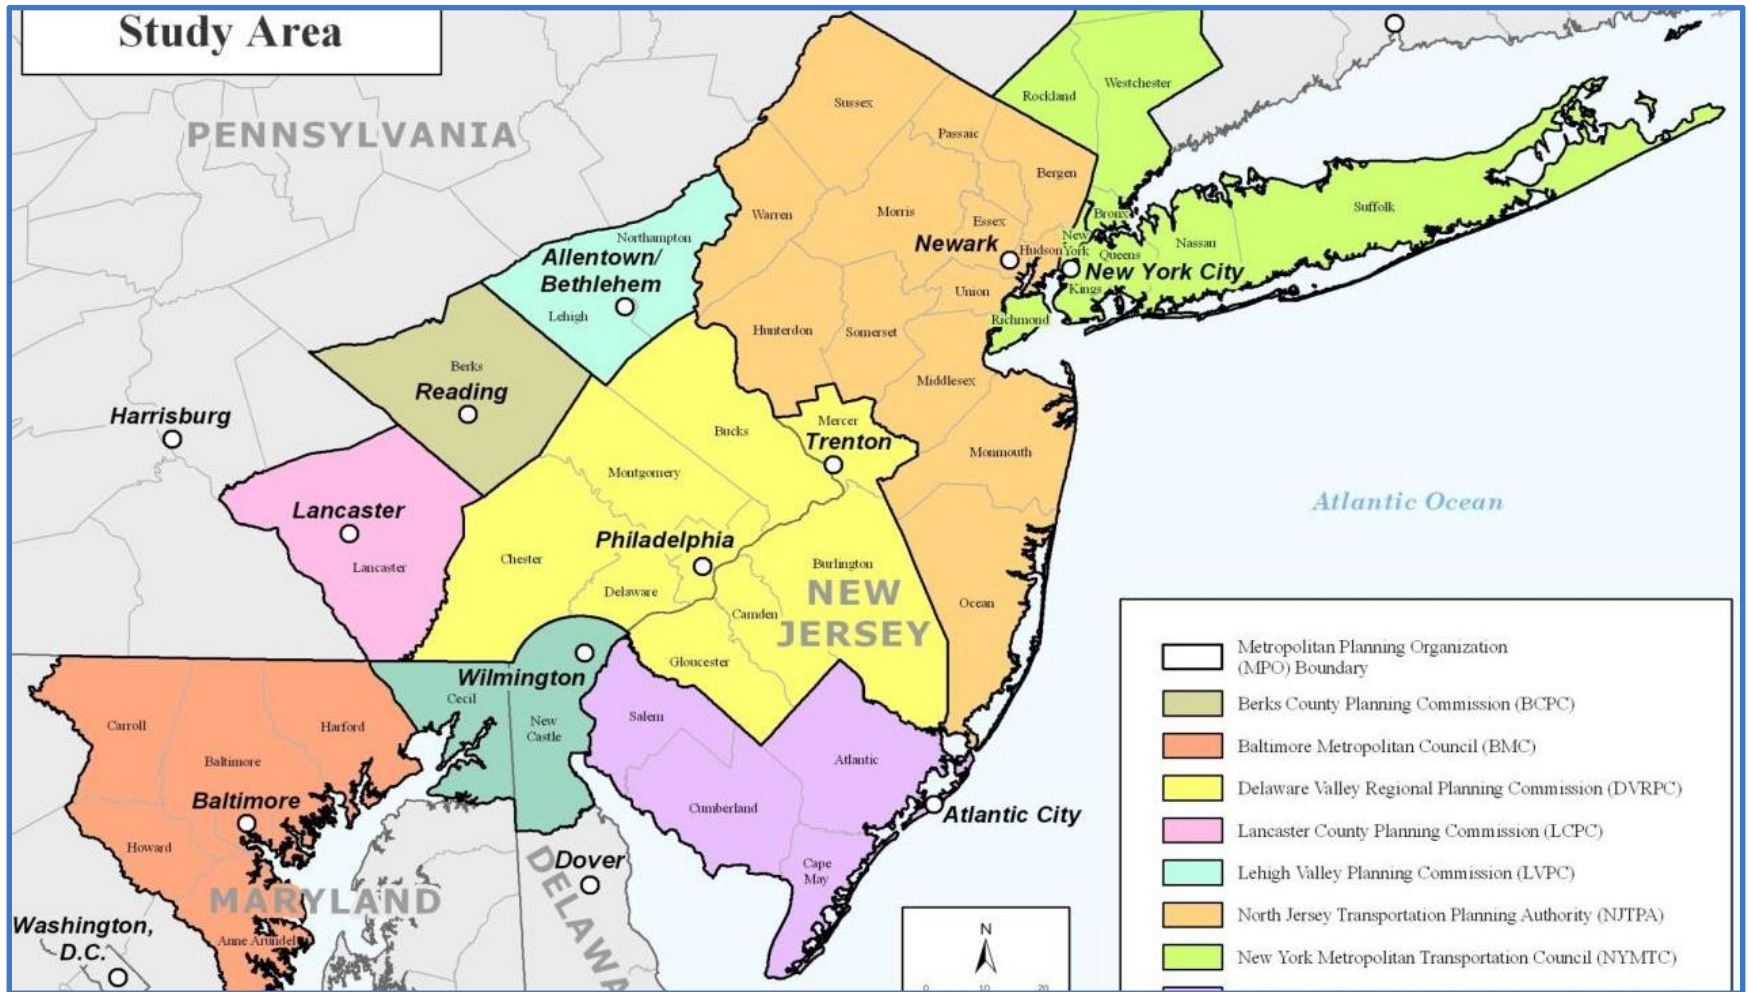 Study Area
PENNSYLVANIA
Sussex
Rockland
Westchester
Passaic
Bergen
Warren
Morris
Essex
Bronx
Suffolk
Nassau
Northampton
Newark
Hudson
New
York
Queens
New York City
Allentown/
Bethlehem
Lehigh
Union
Kings
Richmond
Hunterdon
Somerset
Berks
Reading
Middlesex
Harrisburg
Bucks
Mercer
Trenton
Monmouth
Montgomery
Lancaster
Lancaster
Atlantic Ocean
Philadelphia
Chester
Delaware
Burlington
NEW
JERSEY
Camden
Ocean
Gloucester
Wilmington
Cecil
New
Castle
Salem
Carroll
Harford
Baltimore
Baltimore
Atlantic
Cumberland
Atlantic City
Howard
Cape
May
Dover
DELAWA
MARYLAND
Anne Arundel
Washington,
D.C.
N
0 10 20
Metropolitan Planning Organization
(MPO) Boundary
Berks County Planning Commission (BCPC)
Baltimore Metropolitan Council (BMC)
Delaware Valley Regional Planning Commission (DVRPC)
Lancaster County Planning Commission (LCPC)
Lehigh Valley Planning Commission (LVPC)
North Jersey Transportation Planning Authority (NJTPA)
New York Metropolitan Transportation Council (NYMTC)